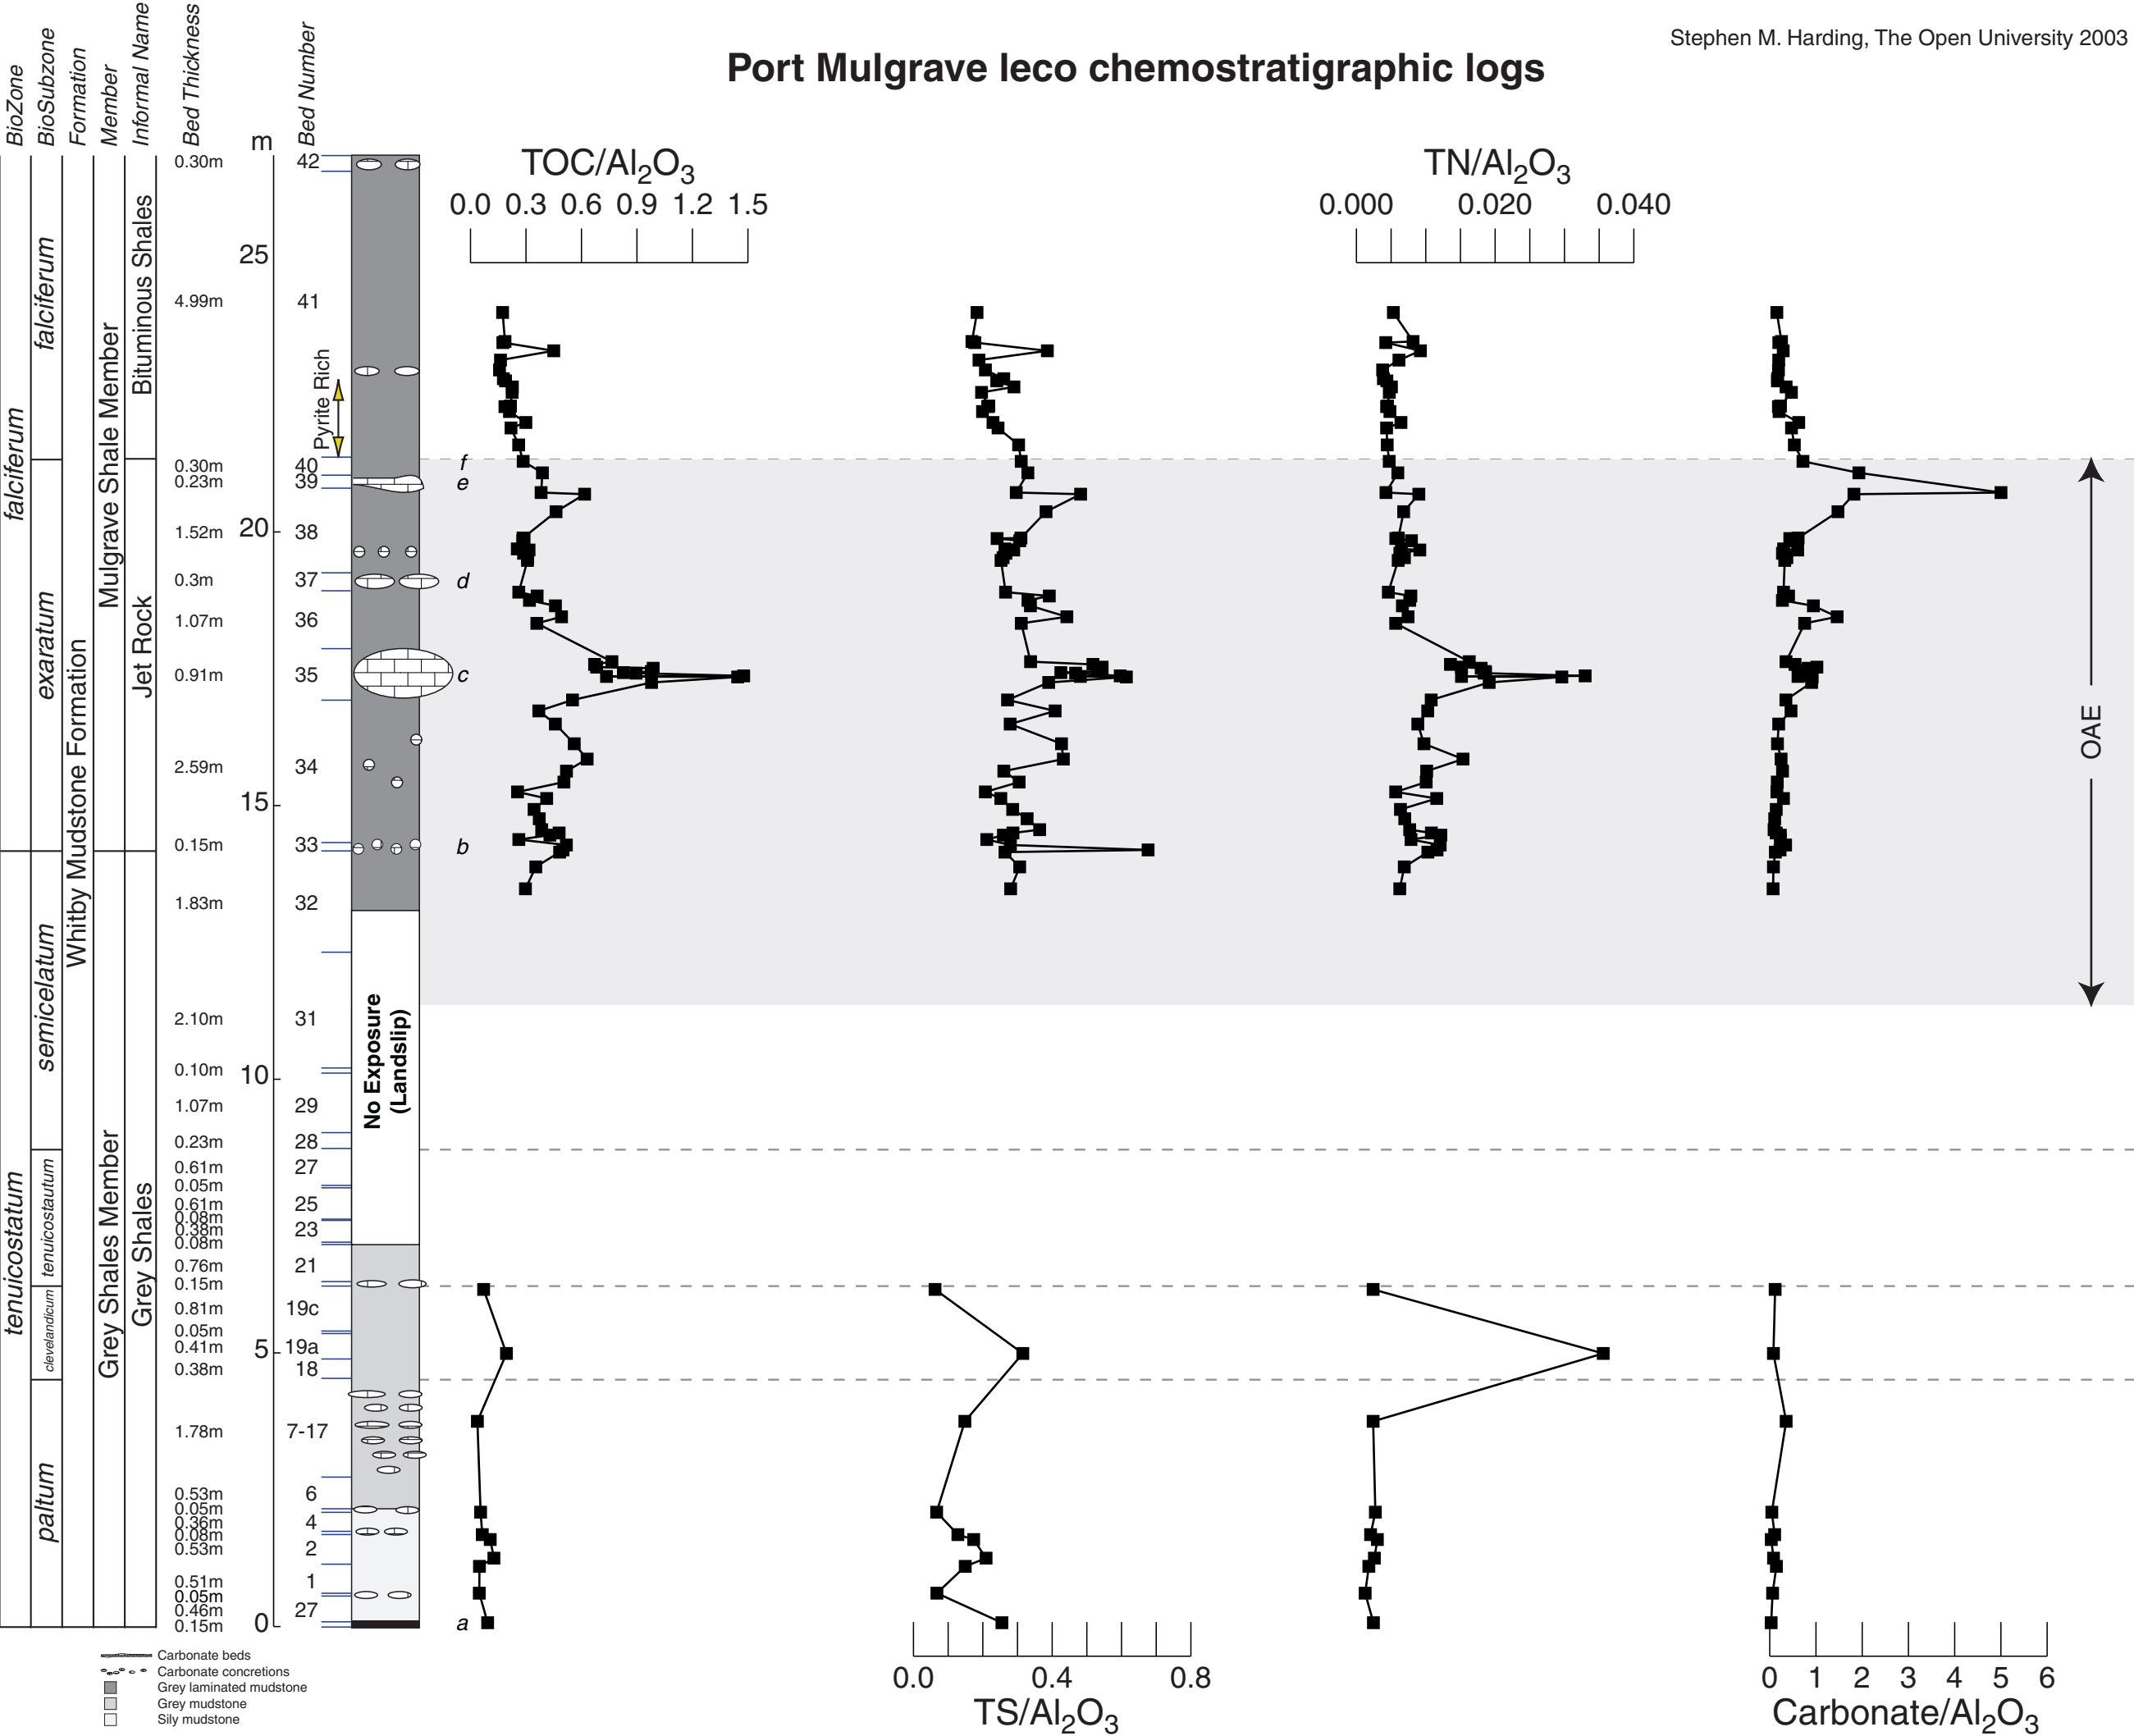 Stephen M. Harding, The Open University 2003
Port Mulgrave leco chemostratigraphic logs
BioZone
BioSubzone
Formation
Member
Informal Name
Bed Thickness
Bed Number
m
25
20
15
10
5
0
falciferum
tenuicostatum
falciferum
exaratum
semicelatum
tenuicostautum
clevelandicum
paltum
Whitby Mudstone Formation
Mulgrave Shale Member
Grey Shales Member
Bituminous Shales
Jet Rock
Grey Shales
0.30m
4.99m
0.30m
0.23m
1.52m
0.3m
1.07m
0.91m
2.59m
0.15m
1.83m
2.10m
0.10m
1.07m
0.23m
0.61m
0.05m
0.61m
0.08m
0.38m
0.08m
0.76m
0.15m
0.81m
0.05m
0.41m
0.38m
1.78m
0.53m
0.05m
0.36m
0.08m
0.53m
0.51m
0.05m
0.46m
0.15m
42
41
40
39
38
37
36
35
34
33
32
31
29
28
27
25
23
21
19c
19a
18
7-17
6
4
2
1
27
Pyrite Rich
No Exposure
(Landslip)
f
e
d
c
b
a
TOC/Al2O3
0.0 0.3 0.6 0.9 1.2 1.5
TN/Al2O3
0.000 0.020 0.040
OAE
0.0 0.4 0.8
TS/Al2O3
0 1 2 3 4 5 6
Carbonate/Al2O3
Carbonate beds
Carbonate concretions
Grey laminated mudstone
Grey mudstone
Sily mudstone